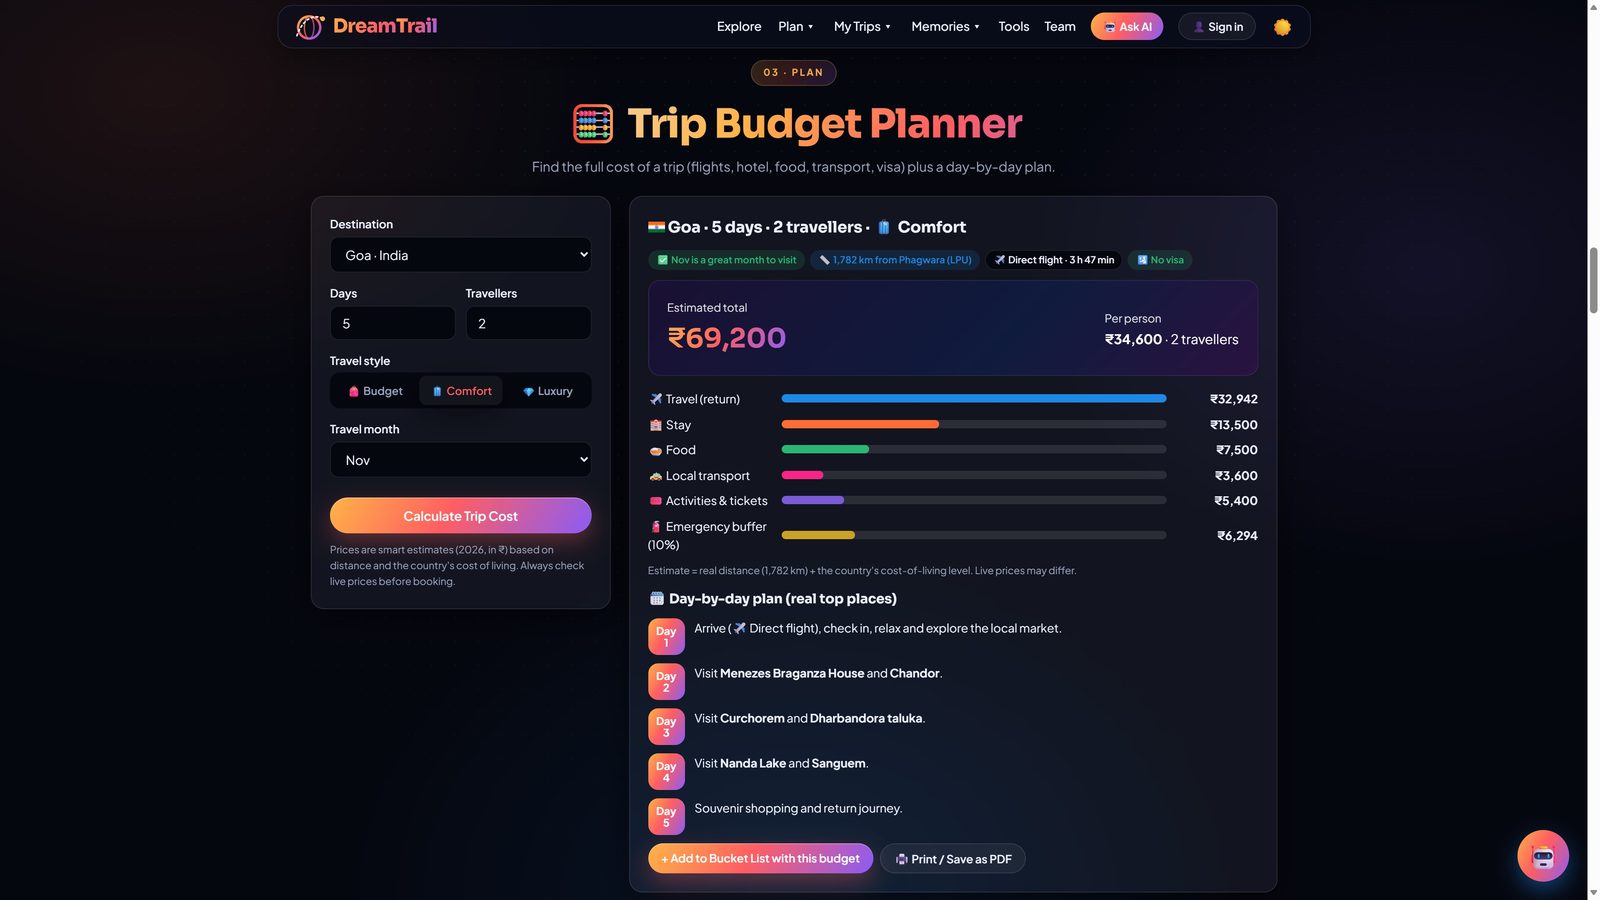 DreamTrail
Explore
Plan ▾
My Trips ▾
Memories ▾
Tools
Team
Ask AI
Sign in
03 · PLAN
Trip Budget Planner
Find the full cost of a trip (flights, hotel, food, transport, visa) plus a day-by-day plan.
Destination
Goa · India
Days
Travellers
5
2
Travel style
Budget
Comfort
Luxury
Travel month
Nov
Calculate Trip Cost
Prices are smart estimates (2026, in ₹) based on
distance and the country's cost of living. Always check
live prices before booking.
Goa · 5 days · 2 travellers · Comfort
Nov is a great month to visit
1,782 km from Phagwara (LPU)
Direct flight · 3 h 47 min
No visa
Estimated total
₹69,200
Per person
₹34,600 · 2 travellers
Travel (return)
₹32,942
Stay
₹13,500
Food
₹7,500
Local transport
₹3,600
Activities & tickets
₹5,400
Emergency buffer
(10%)
₹6,294
Estimate = real distance (1,782 km) + the country's cost-of-living level. Live prices may differ.
Day-by-day plan (real top places)
Day
1
Arrive (✈️ Direct flight), check in, relax and explore the local market.
Day
2
Visit Menezes Braganza House and Chandor.
Day
3
Visit Curchorem and Dharbandora taluka.
Day
4
Visit Nanda Lake and Sanguem.
Day
5
Souvenir shopping and return journey.
+ Add to Bucket List with this budget
Print / Save as PDF